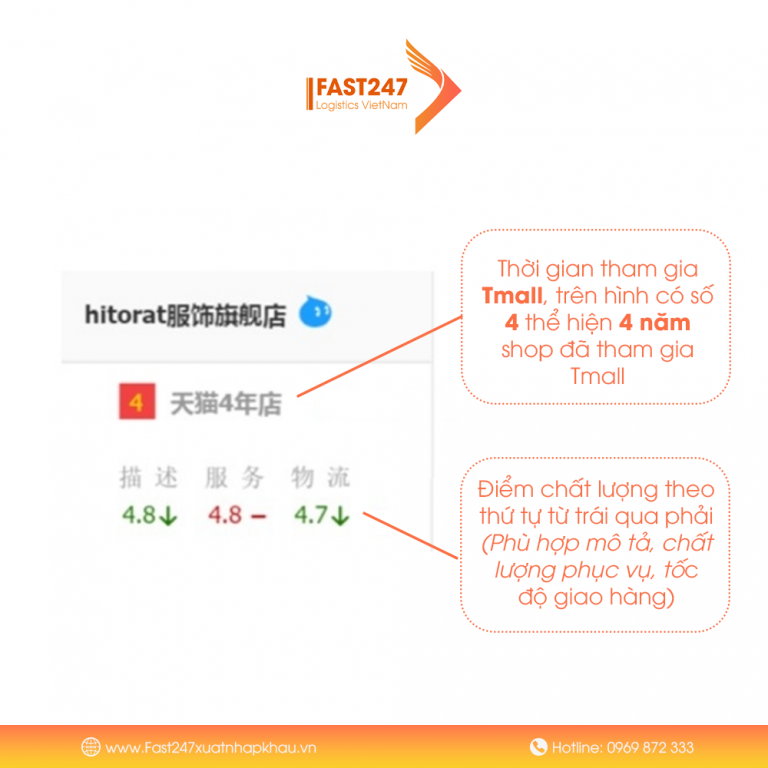 FAST247
Logistics VietNam
Thời gian tham gia
Tmall, trên hình có số
4 thể hiện 4 năm
shop đã tham gia
Tmall
hitorat服饰旗舰店
4 天猫4年店
描述 服务 物流
4.8↓ 4.8 – 4.7↓
Điểm chất lượng theo
thứ tự từ trái qua phải
(Phù hợp mô tả, chất
lượng phục vụ, tốc
độ giao hàng)
www.Fast247xuatnhapkhau.vn
Hotline: 0969 872 333